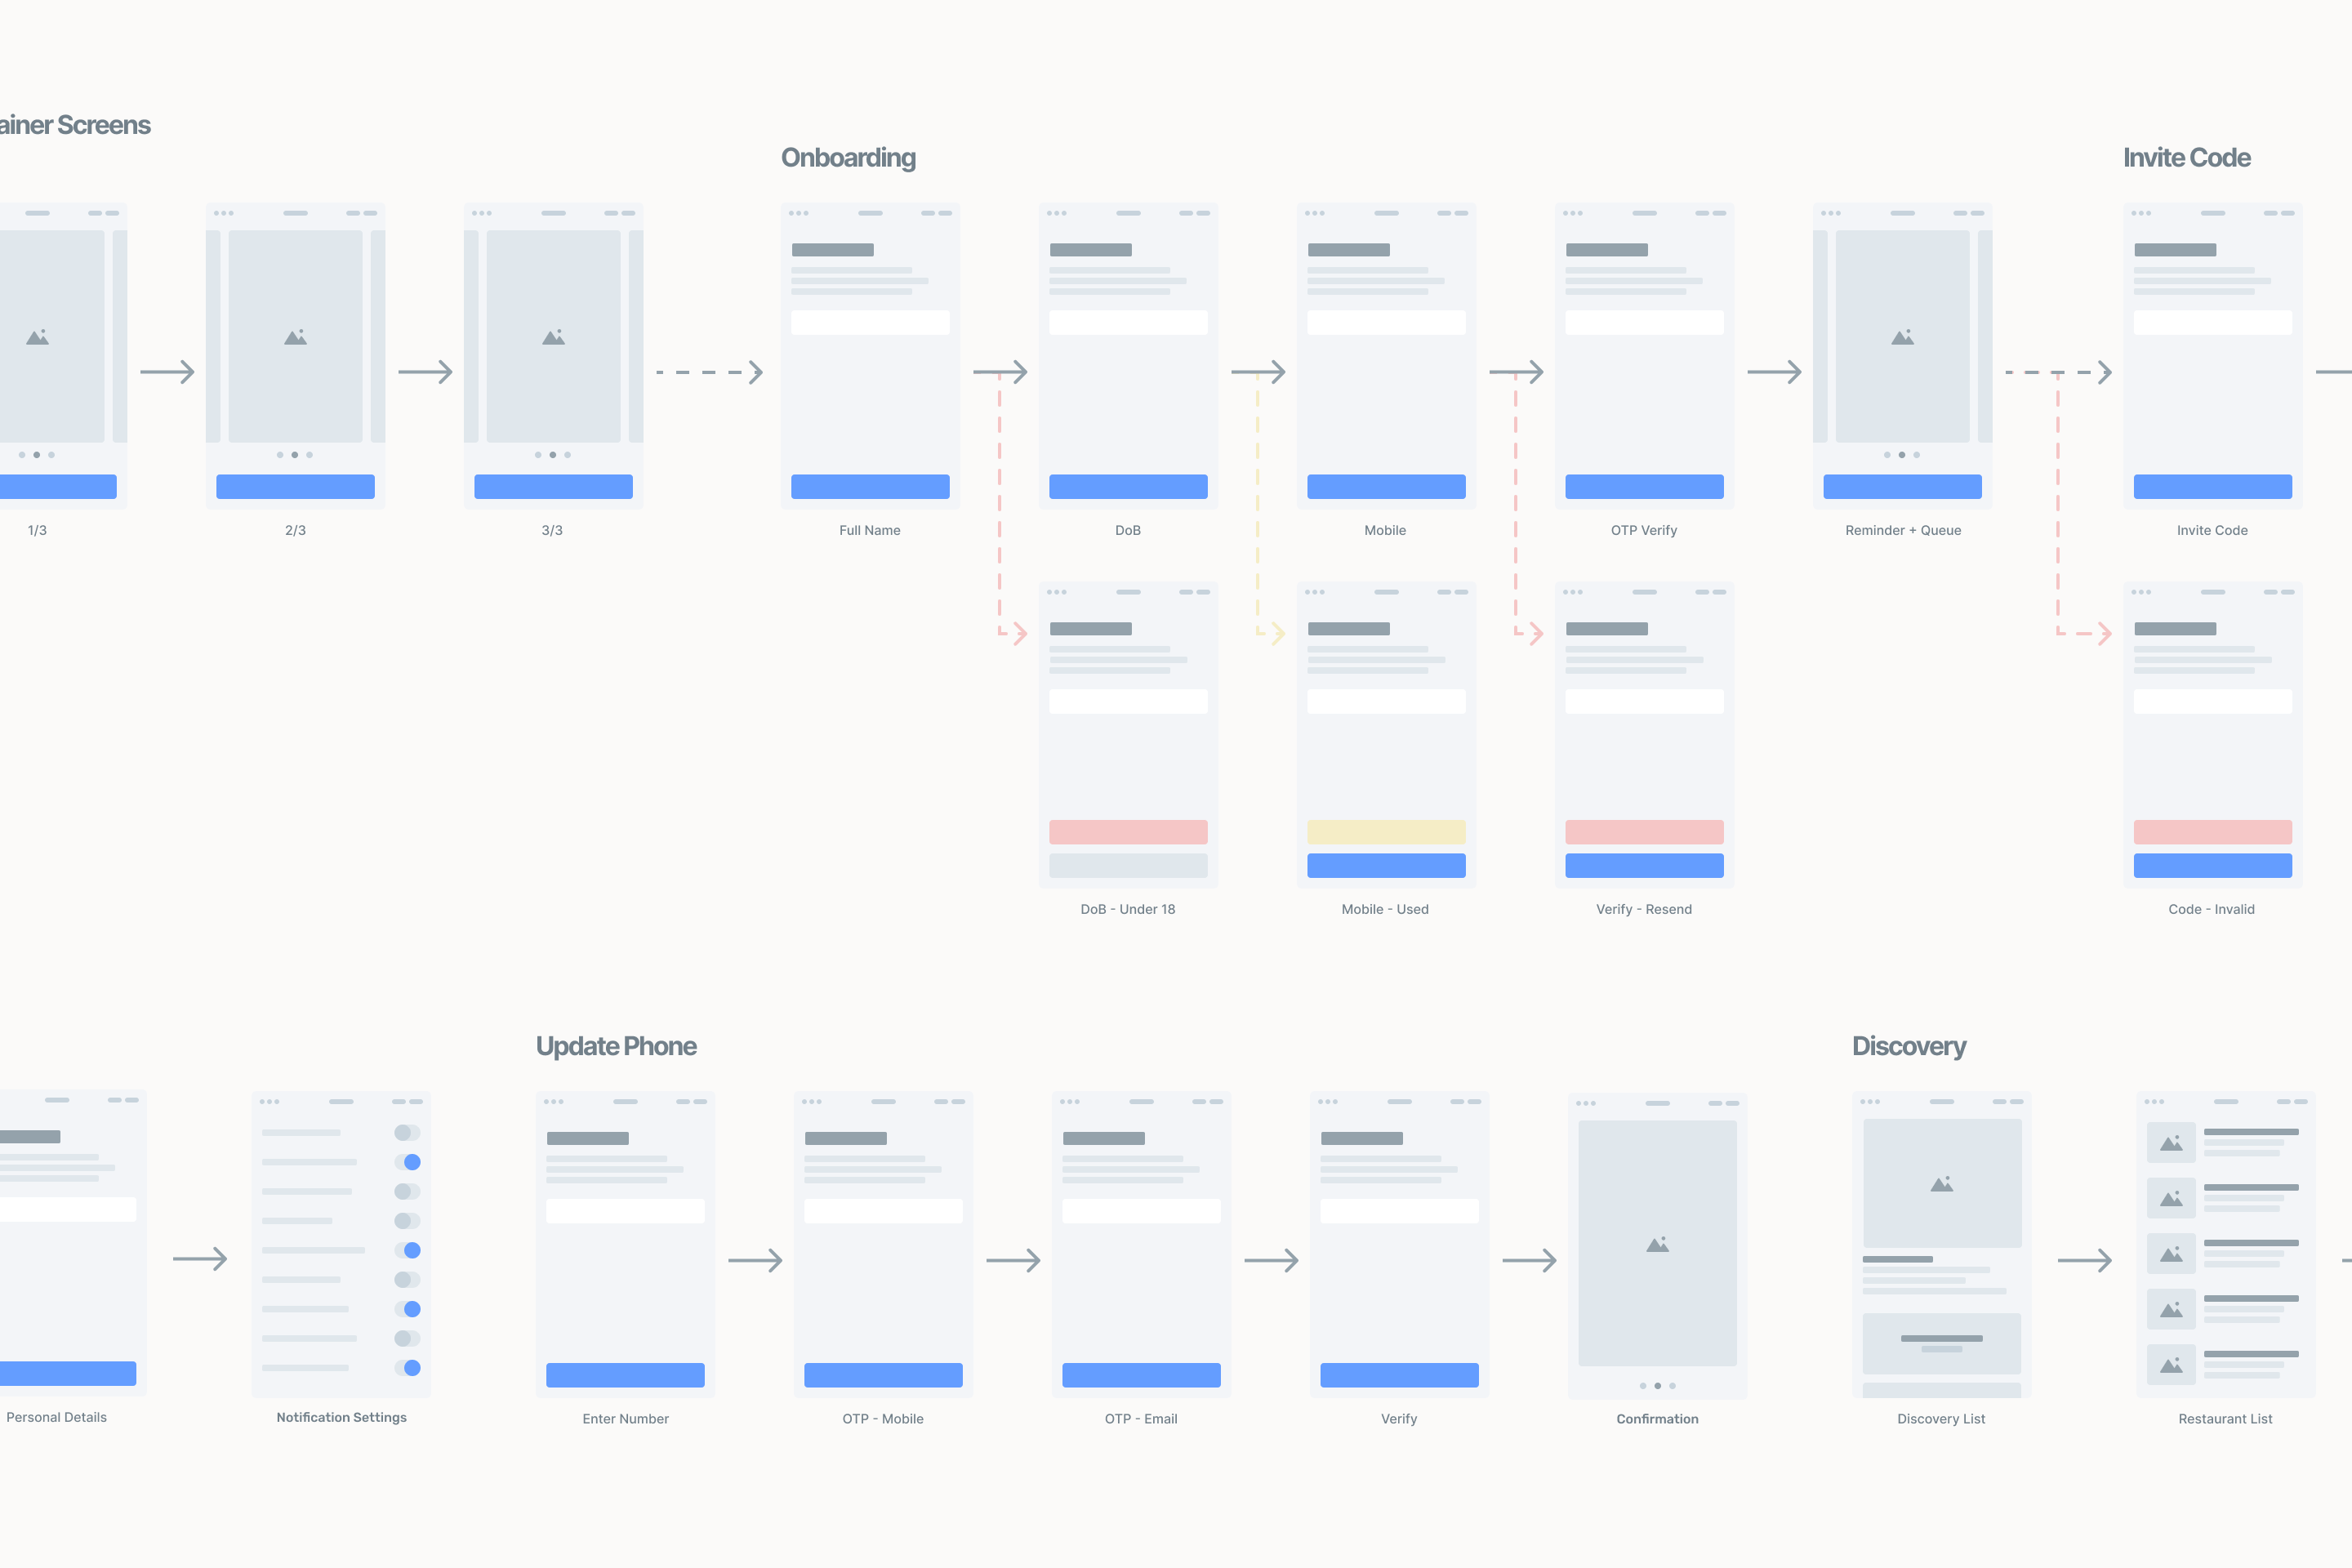 ainer Screens
Onboarding
Invite Code
1/3
2/3
3/3
Full Name
DoB
Mobile
OTP Verify
Reminder + Queue
Invite Code
DoB - Under 18
Mobile - Used
Verify - Resend
Code - Invalid
Update Phone
Discovery
Personal Details
Notification Settings
Enter Number
OTP - Mobile
OTP - Email
Verify
Confirmation
Discovery List
Restaurant List